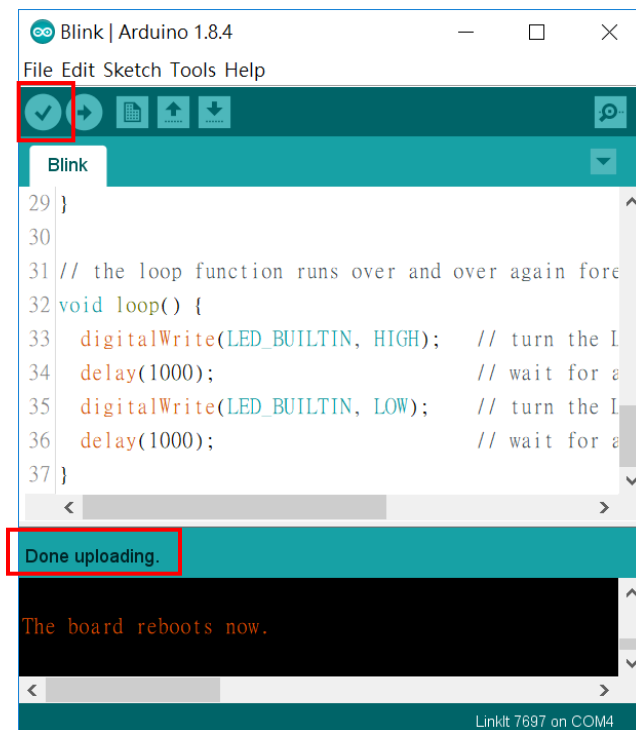 Blink | Arduino 1.8.4
File Edit Sketch Tools Help
Blink
29 }
30
31 // the loop function runs over and over again fore
32 void loop() {
33 digitalWrite(LED_BUILTIN, HIGH); // turn the L
34 delay(1000); // wait for a
35 digitalWrite(LED_BUILTIN, LOW); // turn the L
36 delay(1000); // wait for a
37 }
Done uploading.
The board reboots now.
LinkIt 7697 on COM4